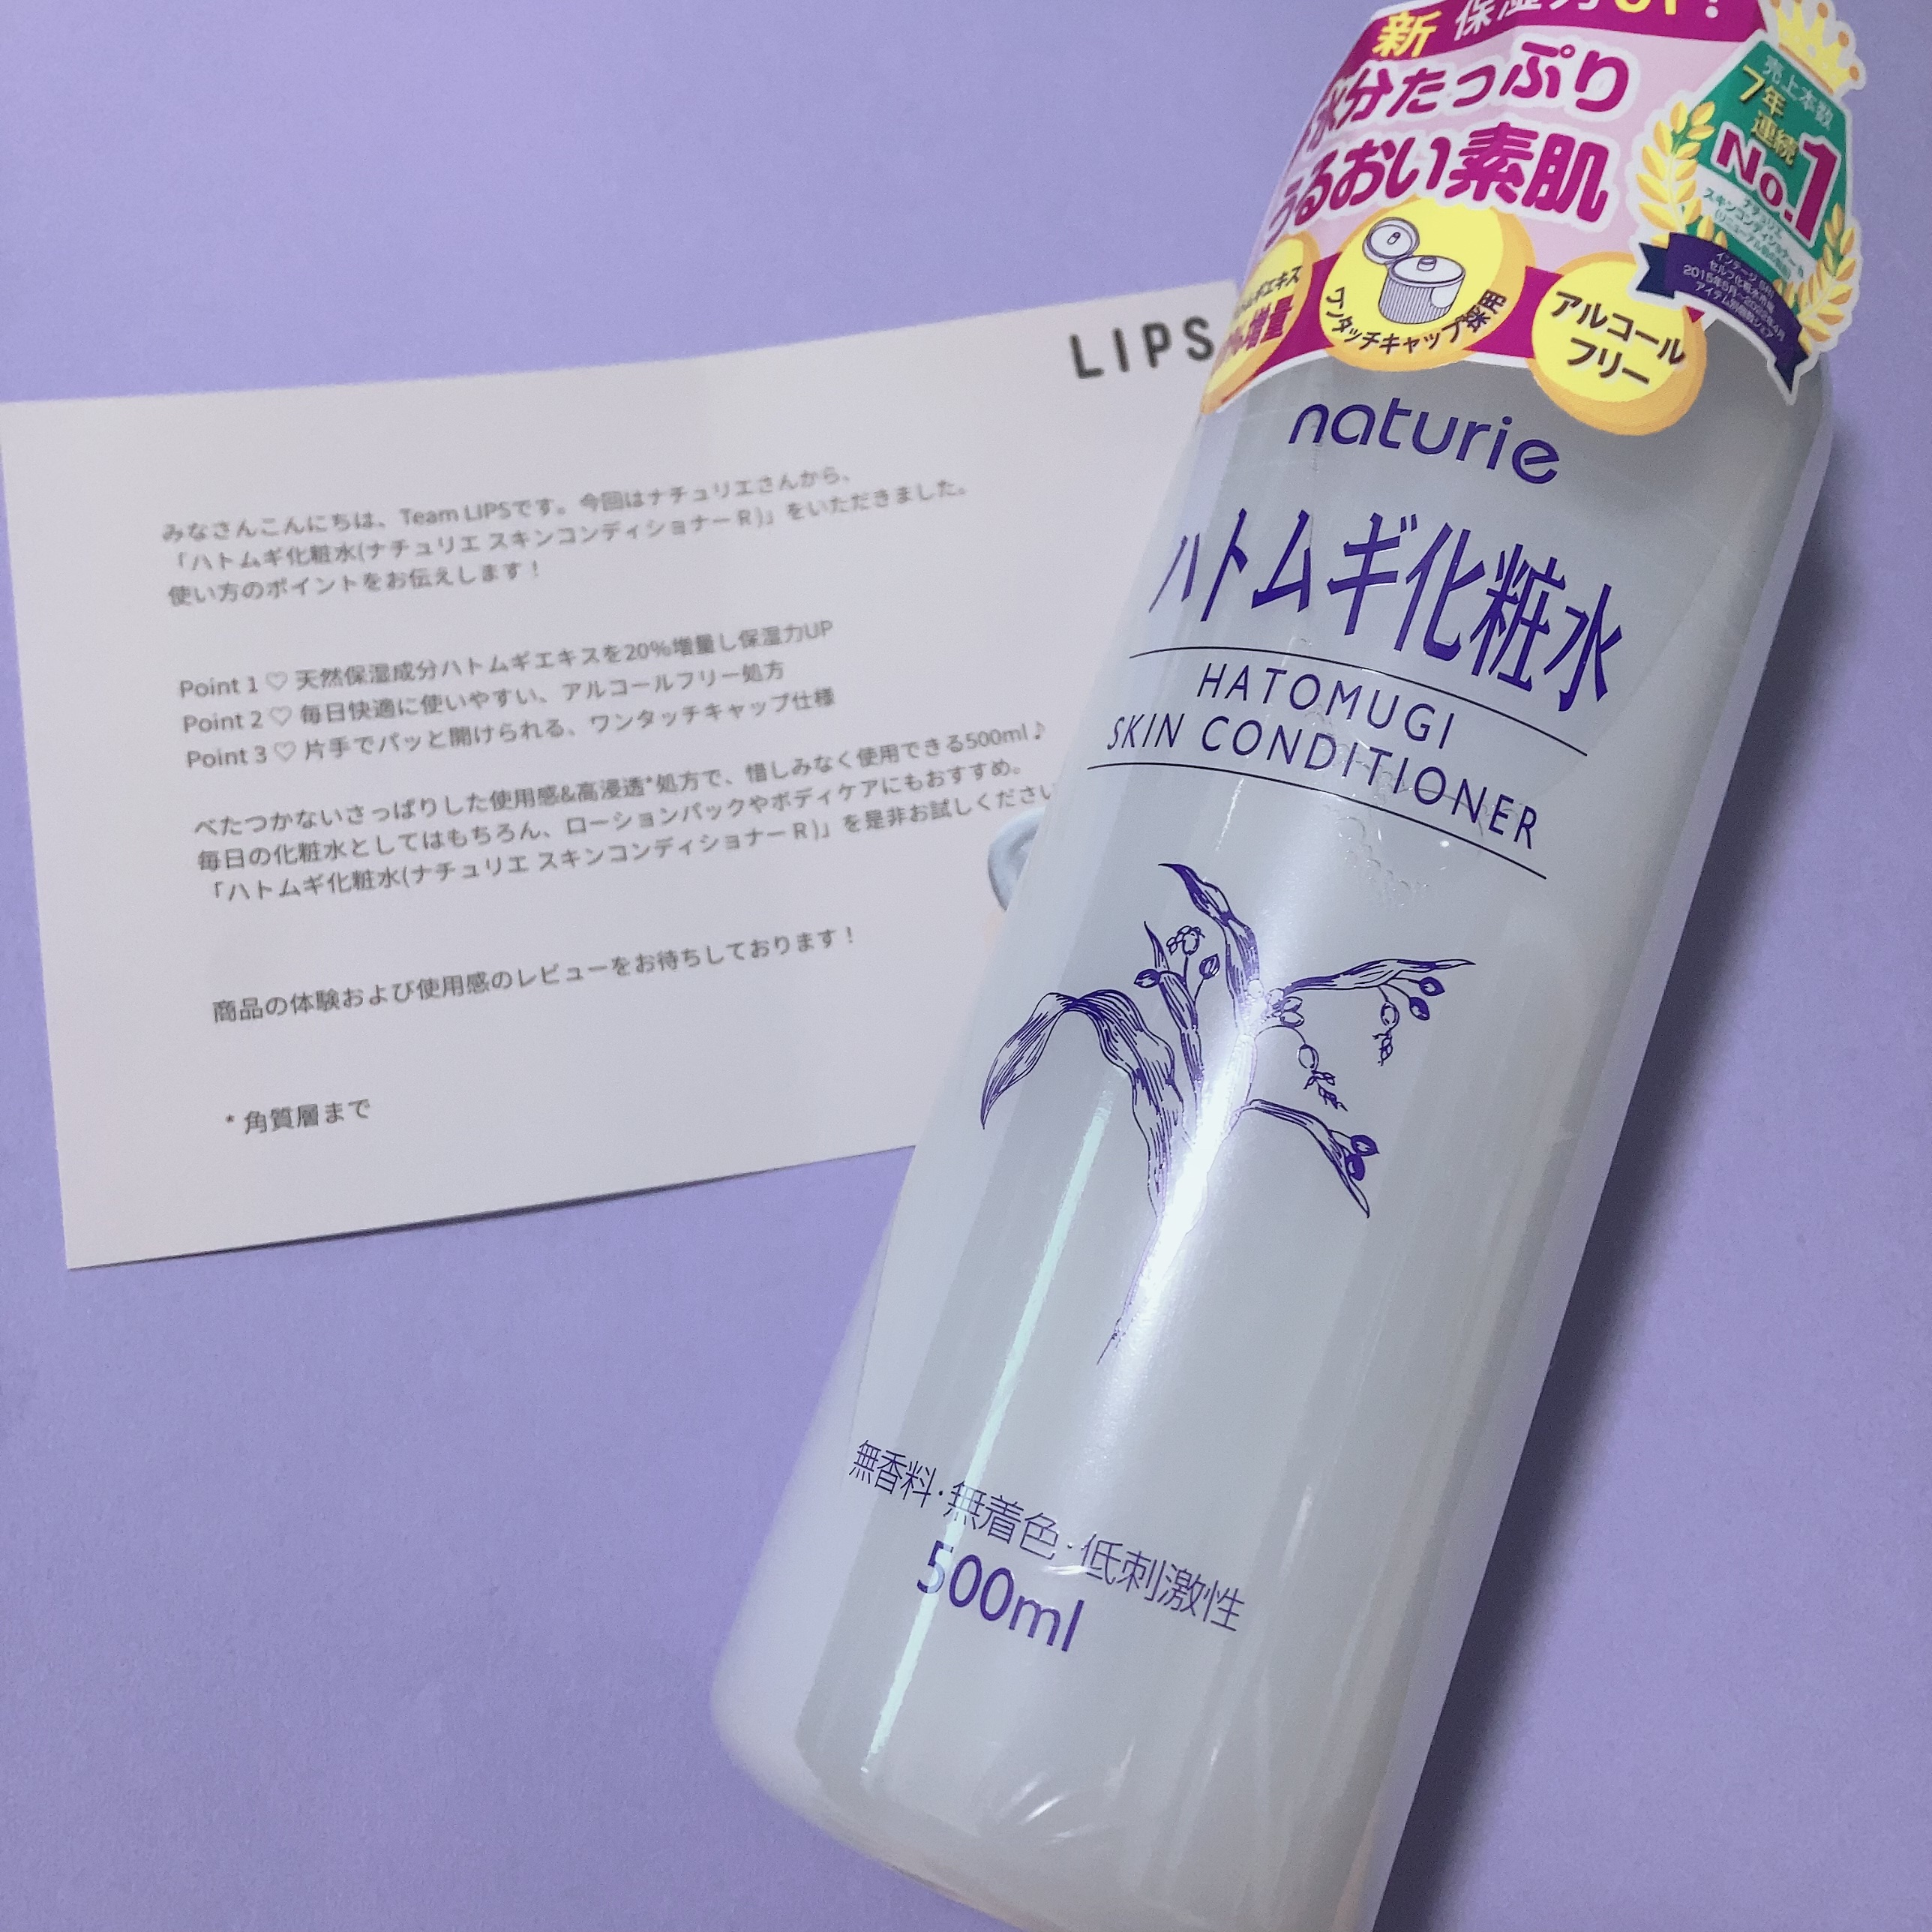 LIPS
みなさんこんにちは、Team LIPSです。今回はナチュリエさんから、
「ハトムギ化粧水(ナチュリエ スキンコンディショナー R )」をいただきました。
使い方のポイントをお伝えします！
Point 1 ♡ 天然保湿成分ハトムギエキスを20%増量し保湿力UP
Point 2 ♡ 毎日快適に使いやすい、アルコールフリー処方
Point 3 ♡ 片手でパッと開けられる、ワンタッチキャップ仕様
べたつかないさっぱりした使用感&高浸透*処方で、惜しみなく使用できる500ml♪
毎日の化粧水としてはもちろん、ローションパックやボディケアにもおすすめ。
「ハトムギ化粧水(ナチュリエ スキンコンディショナー R )」を是非お試しください
商品の体験および使用感のレビューをお待ちしております！
* 角質層まで
新 保湿力UP!
水分たっぷり
うるおい素肌
売上本数
7年
連続
No.1
増量
ワンタッチキャップ採用
アルコール
フリー
naturie
ハトムギ化粧水
HATOMUGI
SKIN CONDITIONER
無香料・無着色・低刺激性
500ml